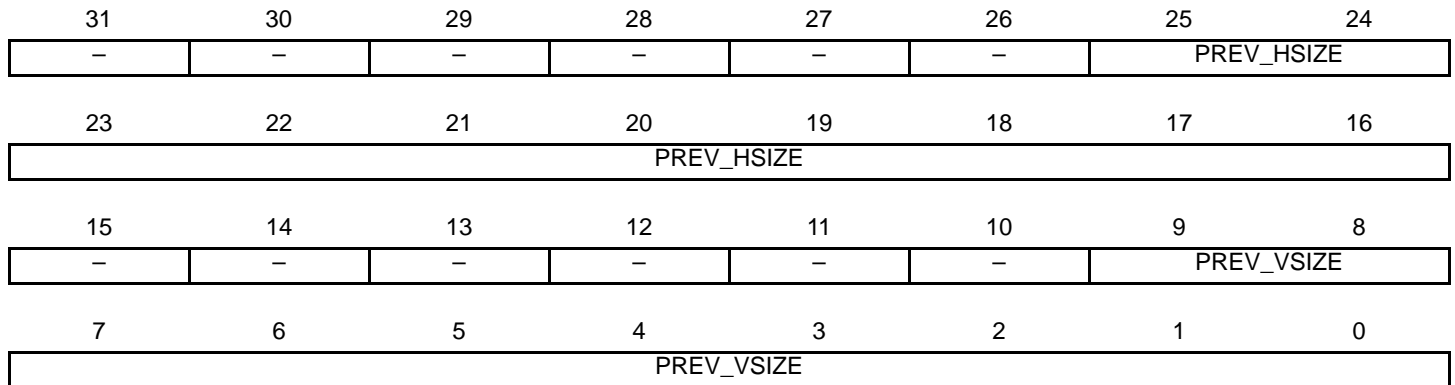 31 30 29 28 27 26 25 24
– – – – – – PREV_HSIZE
23 22 21 20 19 18 17 16
PREV_HSIZE
15 14 13 12 11 10 9 8
– – – – – – PREV_VSIZE
7 6 5 4 3 2 1 0
PREV_VSIZE